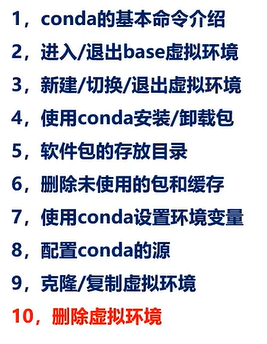 1，conda的基本命令介绍
2，进入/退出base虚拟环境
3，新建/切换/退出虚拟环境
4，使用conda安装/卸载包
5，软件包的存放目录
6，删除未使用的包和缓存
7，使用conda设置环境变量
8，配置conda的源
9，克隆/复制虚拟环境
10，删除虚拟环境